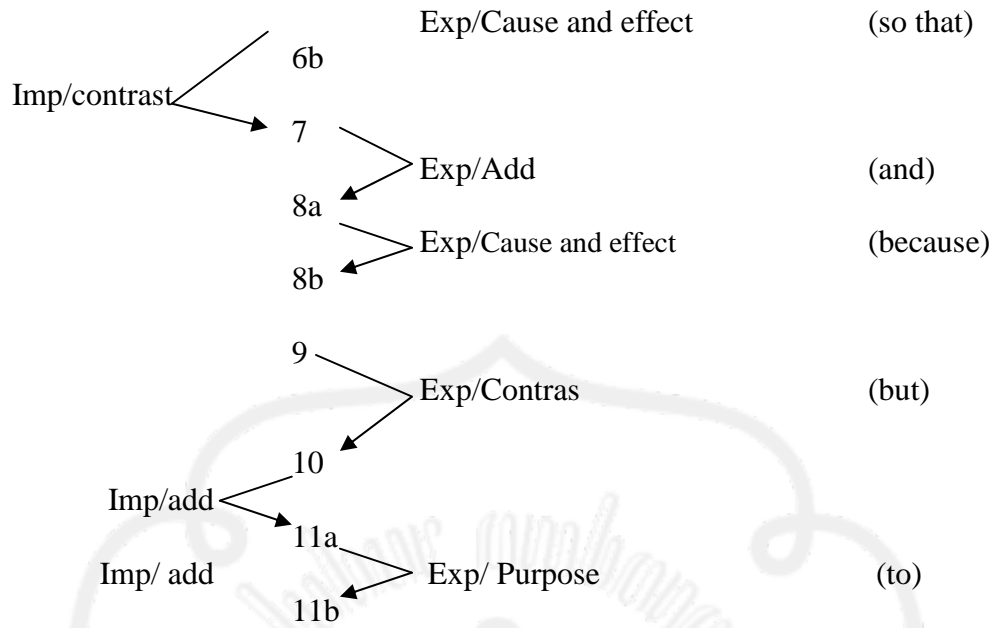 Exp/Cause and effect (so that)
6b
Imp/contrast
7
Exp/Add (and)
8a
Exp/Cause and effect (because)
8b
9
Exp/Contras (but)
10
Imp/add
11a
Imp/ add Exp/ Purpose (to)
11b